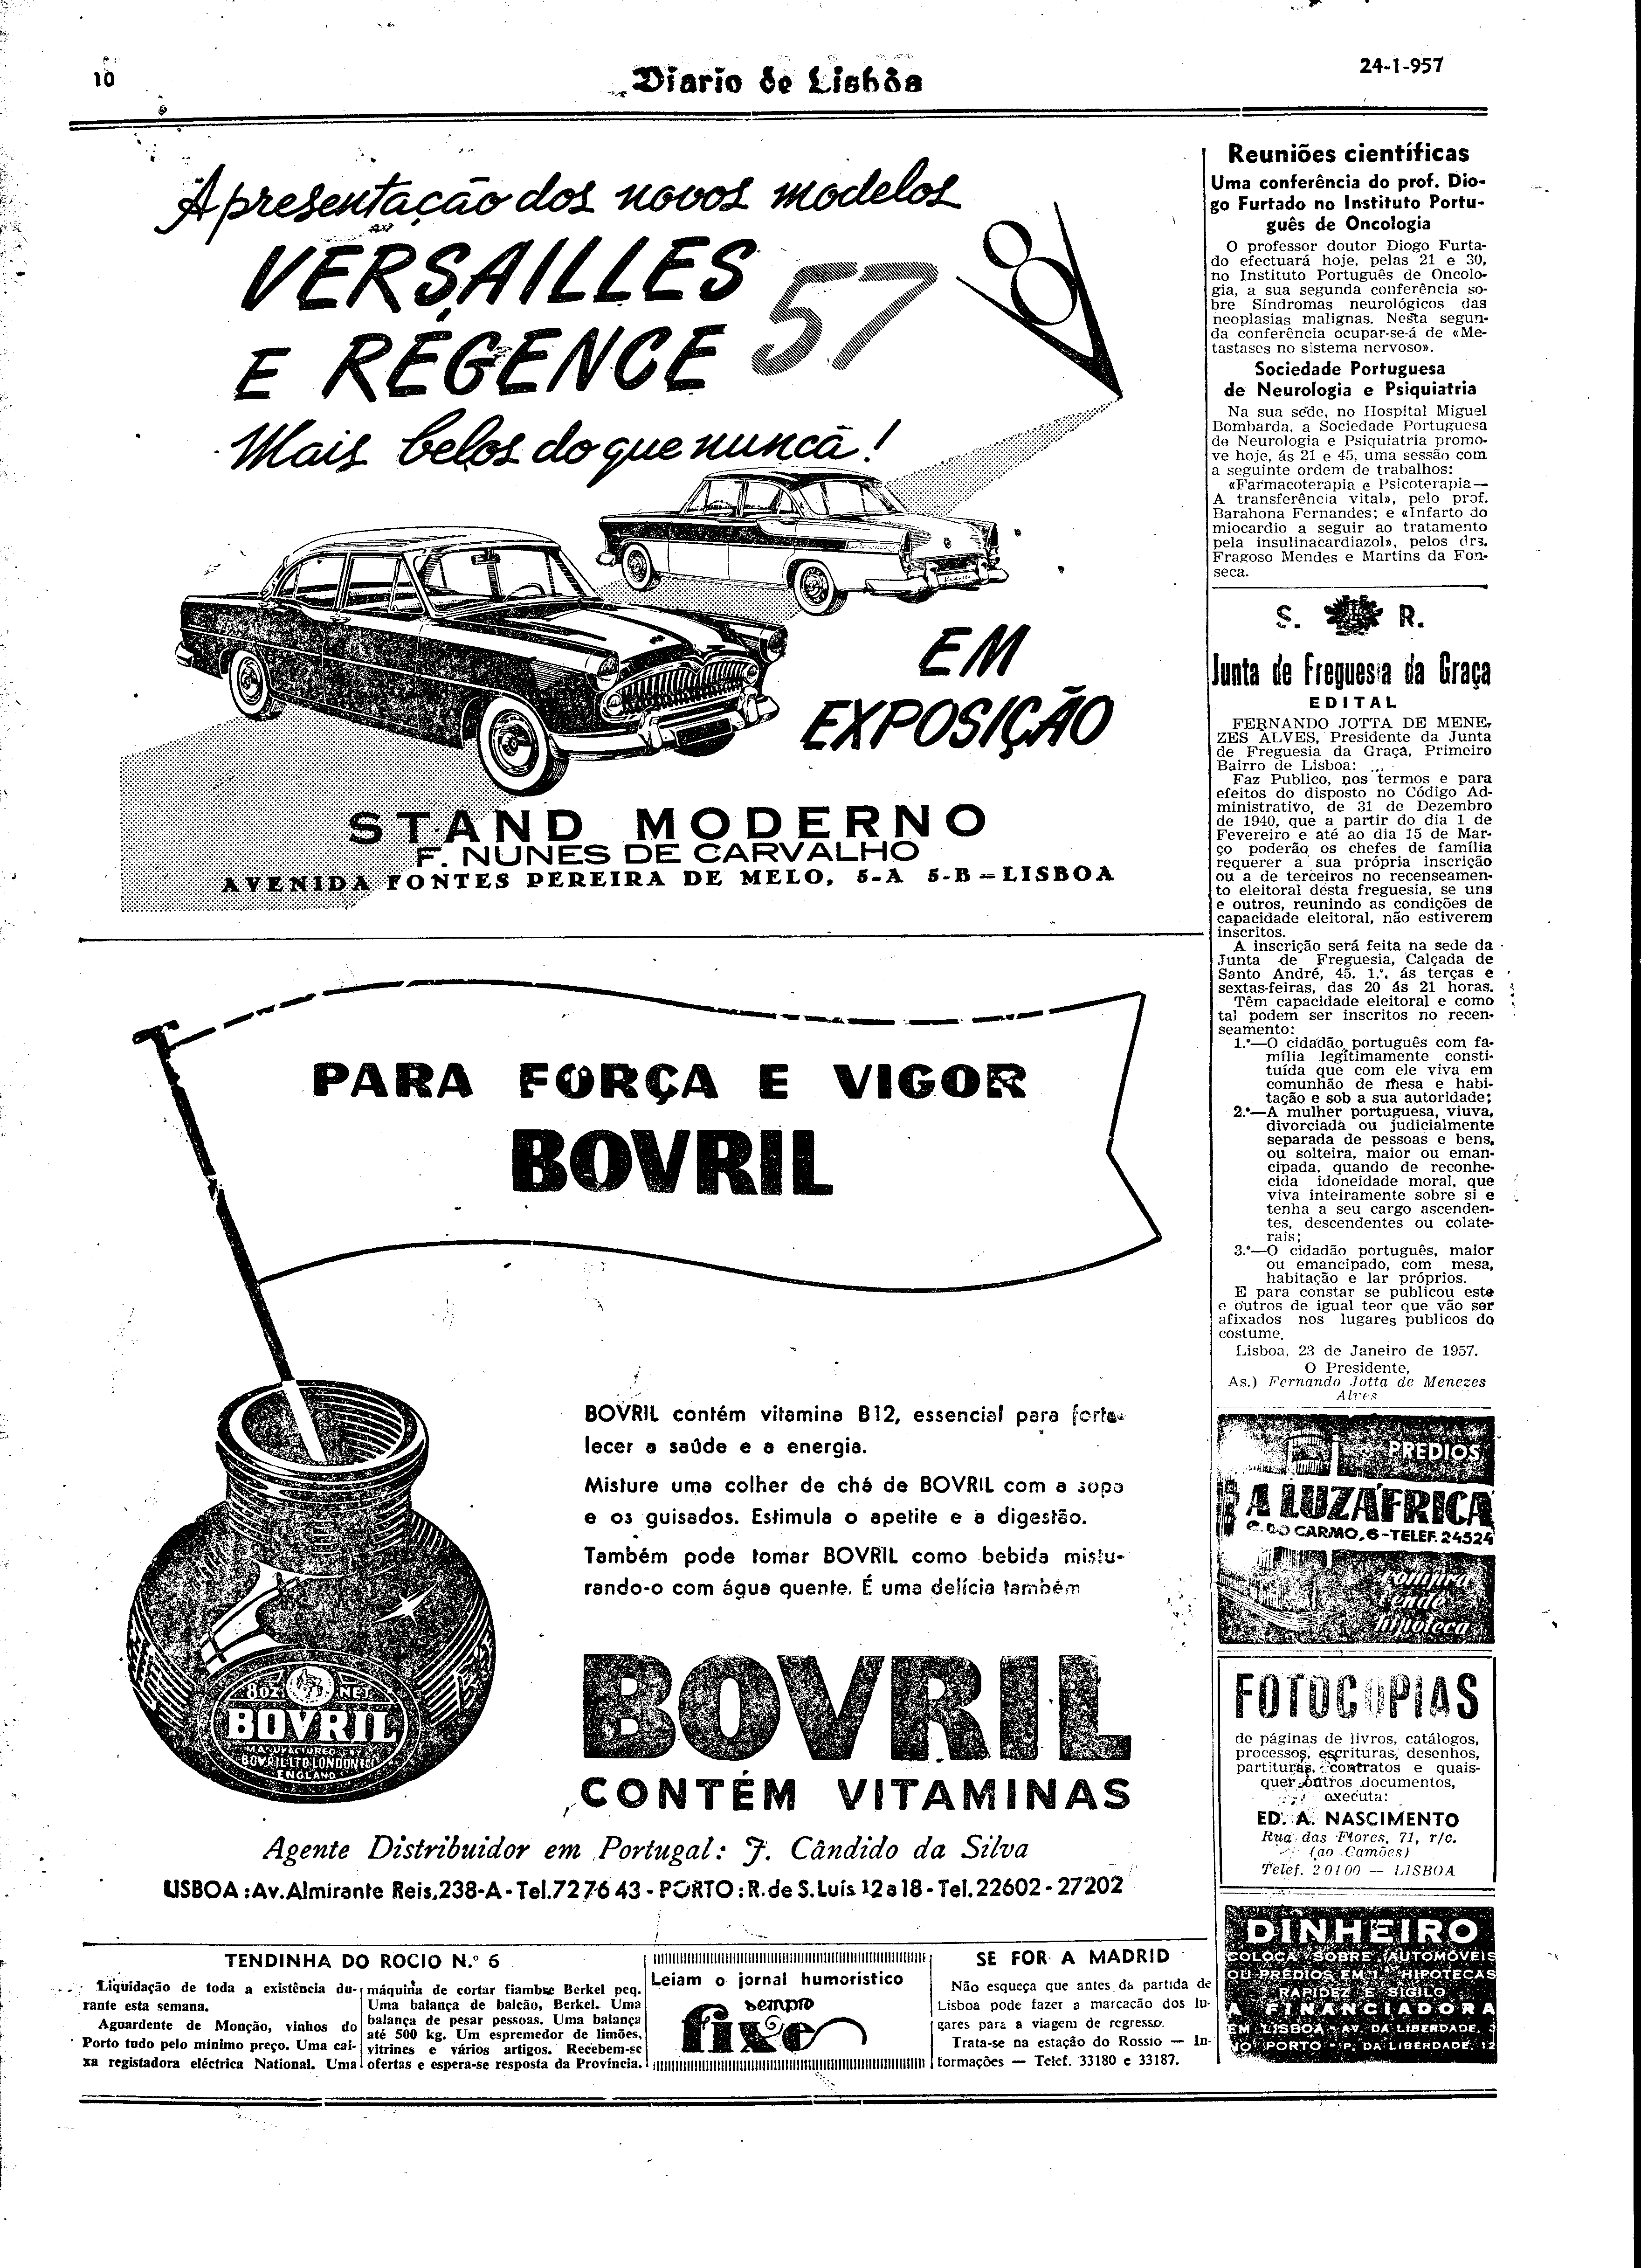 10
Diario de Lisbôa
24-1-957
Apresentação dos novos modelos
VERSAILLES 57
E RÉGENCE
V8
Mais belos do que nunca!
EM
EXPOSIÇÃO
STAND MODERNO
F. NUNES DE CARVALHO
AVENIDA FONTES PEREIRA DE MELO, 5-A 5-B — LISBOA
PARA FORÇA E VIGOR
BOVRIL
BOVRIL contém vitamina B12, essencial para forta-
lecer a saúde e a energia.
Misture uma colher de chá de BOVRIL com a sopa
e os guisados. Estimula o apetite e a digestão.
Também pode tomar BOVRIL como bebida mistu-
rando-o com água quente. É uma delícia também
8OZ NET
BOVRIL
MANUFACTURED BY
BOVRIL LTD LONDON EC1
ENGLAND
BOVRIL
CONTÉM VITAMINAS
Agente Distribuidor em Portugal: J. Cândido da Silva
LISBOA: Av. Almirante Reis, 238-A - Tel. 72 76 43 - PORTO: R. de S. Luís 12 a 18 - Tel. 22602 - 27202
TENDINHA DO ROCIO N.º 6
Liquidação de toda a existência du-
rante esta semana.
Aguardente de Monção, vinhos do
Porto tudo pelo mínimo preço. Uma cai-
xa registadora eléctrica National. Uma
máquina de cortar fiambre Berkel peq.
Uma balança de balcão, Berkel. Uma
balança de pesar pessoas. Uma balança
até 500 kg. Um espremedor de limões,
vitrines e vários artigos. Recebem-se
ofertas e espera-se resposta da Província.
Leiam o jornal humorístico
sempre
fixe
SE FOR A MADRID
Não esqueça que antes da partida de
Lisboa pode fazer a marcação dos lu-
gares para a viagem de regresso.
Trata-se na estação do Rossio — In-
formações — Telef. 33180 e 33187.
Reuniões científicas
Uma conferência do prof. Dio-
go Furtado no Instituto Portu-
guês de Oncologia
O professor doutor Diogo Furta-
do efectuará hoje, pelas 21 e 30,
no Instituto Português de Oncolo-
gia, a sua segunda conferência so-
bre Síndromas neurológicos das
neoplasias malignas. Nesta segun-
da conferência ocupar-se-á de «Me-
tastases no sistema nervoso».
Sociedade Portuguesa
de Neurologia e Psiquiatria
Na sua sede, no Hospital Miguel
Bombarda, a Sociedade Portuguesa
de Neurologia e Psiquiatria promo-
ve hoje, ás 21 e 45, uma sessão com
a seguinte ordem de trabalhos:
«Farmacoterapia e Psicoterapia—
A transferência vital», pelo prof.
Barahona Fernandes; e «Infarto do
miocardio a seguir ao tratamento
pela insulinacardiazol», pelos drs.
Fragoso Mendes e Martins da Fon-
seca.
S. R.
Junta de Freguesia da Graça
EDITAL
FERNANDO JOTTA DE MENE-
ZES ALVES, Presidente da Junta
de Freguesia da Graça, Primeiro
Bairro de Lisboa:
Faz Publico, nos termos e para
efeitos do disposto no Código Ad-
ministrativo, de 31 de Dezembro
de 1940, que a partir do dia 1 de
Fevereiro e até ao dia 15 de Mar-
ço poderão os chefes de família
requerer a sua própria inscrição
ou a de terceiros no recenseamen-
to eleitoral desta freguesia, se uns
e outros, reunindo as condições de
capacidade eleitoral, não estiverem
inscritos.
A inscrição será feita na sede da
Junta de Freguesia, Calçada de
Santo André, 45, 1.º, ás terças e
sextas-feiras, das 20 ás 21 horas.
Têm capacidade eleitoral e como
tal podem ser inscritos no recen-
seamento:
1.º—O cidadão português com fa-
mília legítimamente consti-
tuída que com ele viva em
comunhão de mesa e habi-
tação e sob a sua autoridade;
2.º—A mulher portuguesa, viuva,
divorciada ou judicialmente
separada de pessoas e bens,
ou solteira, maior ou eman-
cipada, quando de reconhe-
cida idoneidade moral, que
viva inteiramente sobre si e
tenha a seu cargo ascenden-
tes, descendentes ou colate-
rais;
3.º—O cidadão português, maior
ou emancipado, com mesa,
habitação e lar próprios.
E para constar se publicou este
e outros de igual teor que vão ser
afixados nos lugares publicos do
costume.
Lisboa, 23 de Janeiro de 1957.
O Presidente,
As.) Fernando Jotta de Menezes
Alves
PREDIOS
A LUZAFRICA
C. DO CARMO, 6 - TELEF. 24524
compra
vende
hipoteca
FOTOCOPIAS
de páginas de livros, catálogos,
processos, escrituras, desenhos,
partituras, contratos e quais-
quer outros documentos,
executa:
ED. A. NASCIMENTO
Rua das Flores, 71, r/c.
(ao Camões)
Telef. 20100 — LISBOA
DINHEIRO
COLOCA SOBRE AUTOMÓVEIS
OU PRÉDIOS EM 1.ª HIPOTECAS
RAPIDEZ E SIGILO
A FINANCIADORA
EM LISBOA - AV. DA LIBERDADE,
NO PORTO - P. DA LIBERDADE, 12